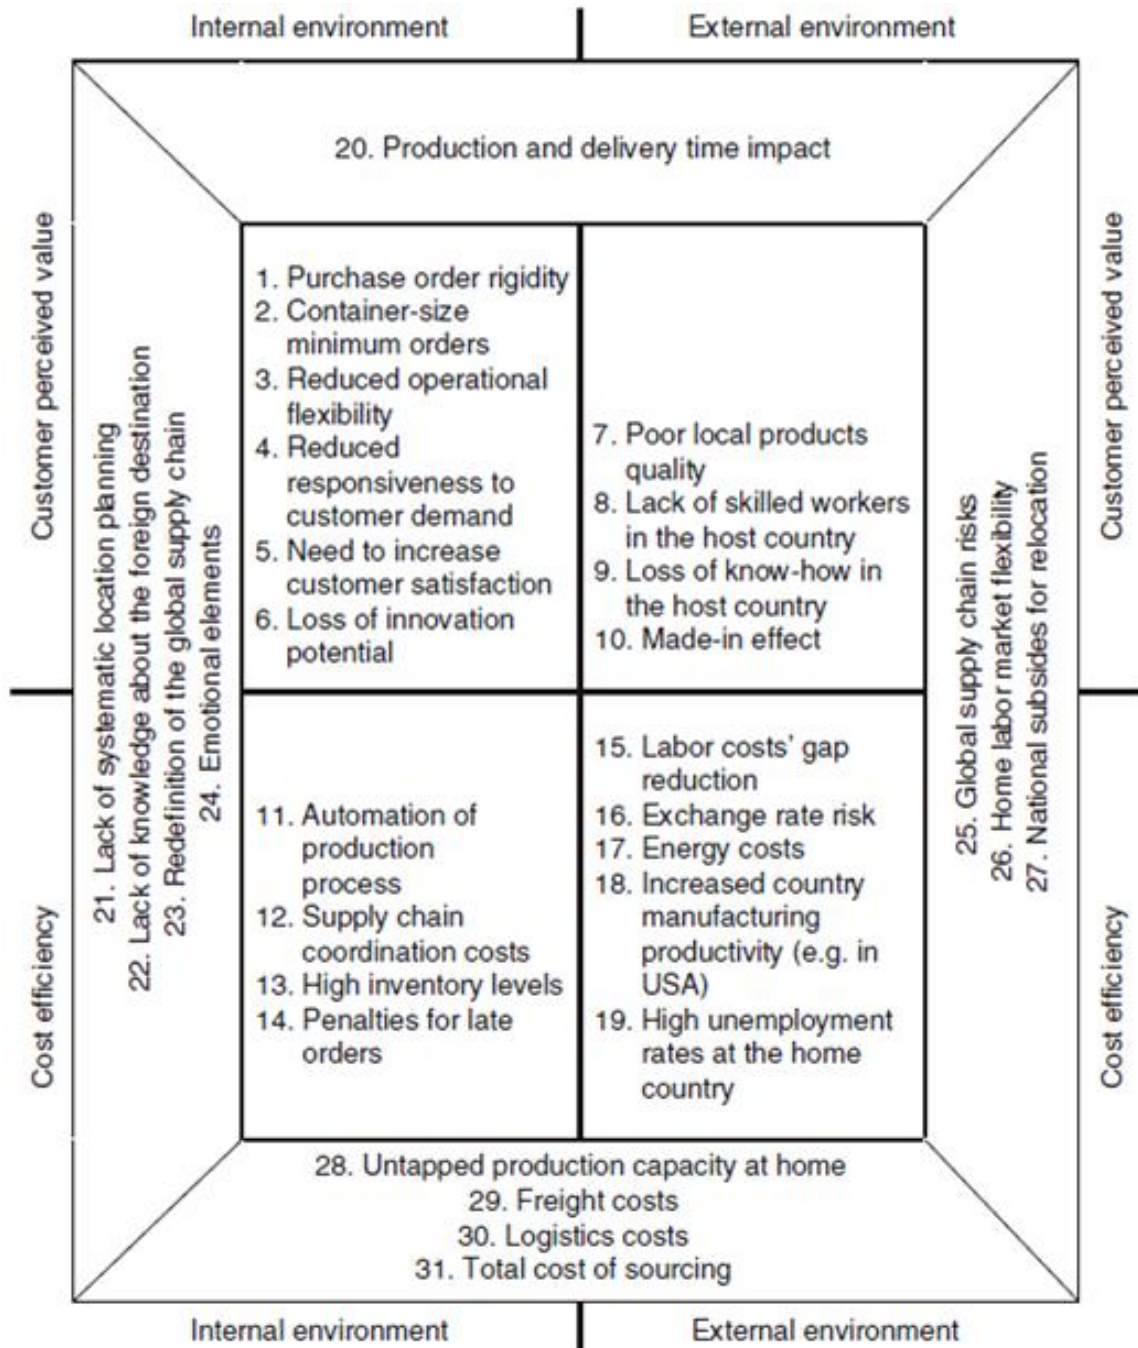 Internal environment
External environment
20. Production and delivery time impact
Customer perceived value
Cost efficiency
21. Lack of systematic location planning
22. Lack of knowledge about the foreign destination
23. Redefinition of the global supply chain
24. Emotional elements
1. Purchase order rigidity
2. Container-size
minimum orders
3. Reduced operational
flexibility
4. Reduced
responsiveness to
customer demand
5. Need to increase
customer satisfaction
6. Loss of innovation
potential
7. Poor local products
quality
8. Lack of skilled workers
in the host country
9. Loss of know-how in
the host country
10. Made-in effect
11. Automation of
production
process
12. Supply chain
coordination costs
13. High inventory levels
14. Penalties for late
orders
15. Labor costs' gap
reduction
16. Exchange rate risk
17. Energy costs
18. Increased country
manufacturing
productivity (e.g. in
USA)
19. High unemployment
rates at the home
country
25. Global supply chain risks
26. Home labor market flexibility
27. National subsides for relocation
Customer perceived value
Cost efficiency
28. Untapped production capacity at home
29. Freight costs
30. Logistics costs
31. Total cost of sourcing
Internal environment
External environment